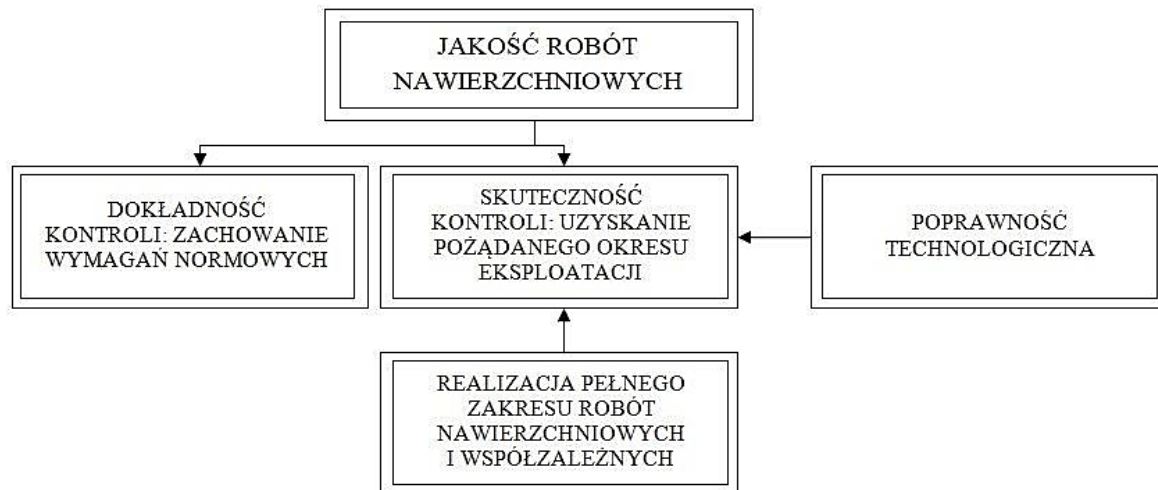 JAKOŚĆ ROBÓT
NAWIERZCHNIOWYCH
DOKŁADNOŚĆ
KONTROLI: ZACHOWANIE
WYMAGAŃ NORMOWYCH
SKUTECZNOŚĆ
KONTROLI: UZYSKANIE
POŻĄDANEGO OKRESU
EKSPLOATACJI
POPRAWNOŚĆ
TECHNOLOGICZNA
REALIZACJA PEŁNEGO
ZAKRESU ROBÓT
NAWIERZCHNIOWYCH
I WSPÓŁZALEŻNYCH